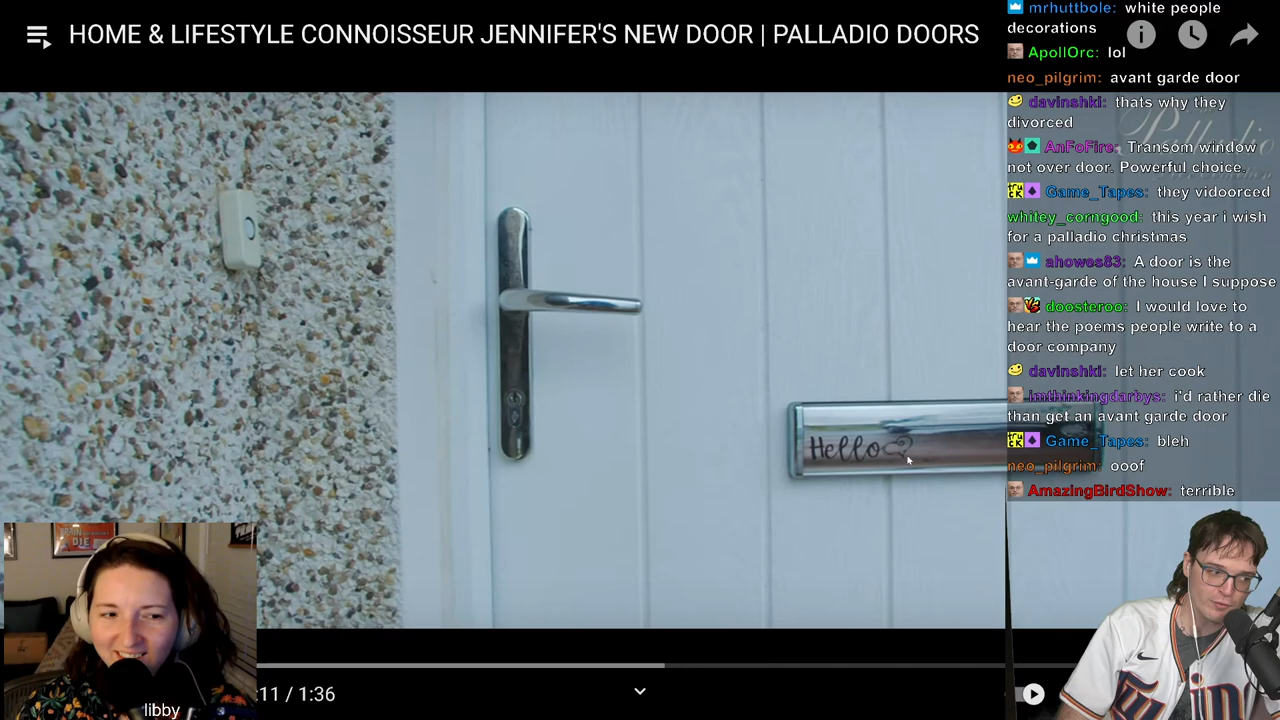 HOME & LIFESTYLE CONNOISSEUR JENNIFER'S NEW DOOR | PALLADIO DOORS
mrhuttbole: white people
decorations
ApollOrc: lol
neo_pilgrim: avant garde door
davinshki: thats why they
divorced
AnFoFire: Transom window
not over door. Powerful choice.
Game_Tapes: they vidoorced
whitey_corngood: this year i wish
for a palladio christmas
ahowes83: A door is the
avant-garde of the house I suppose
doosteroo: I would love to
hear the poems people write to a
door company
davinshki: let her cook
imthinkingdarbys: i'd rather die
than get an avant garde door
Game_Tapes: bleh
neo_pilgrim: ooof
AmazingBirdShow: terrible
Palladio
Hello
DIE
:11 / 1:36
libby
Twins